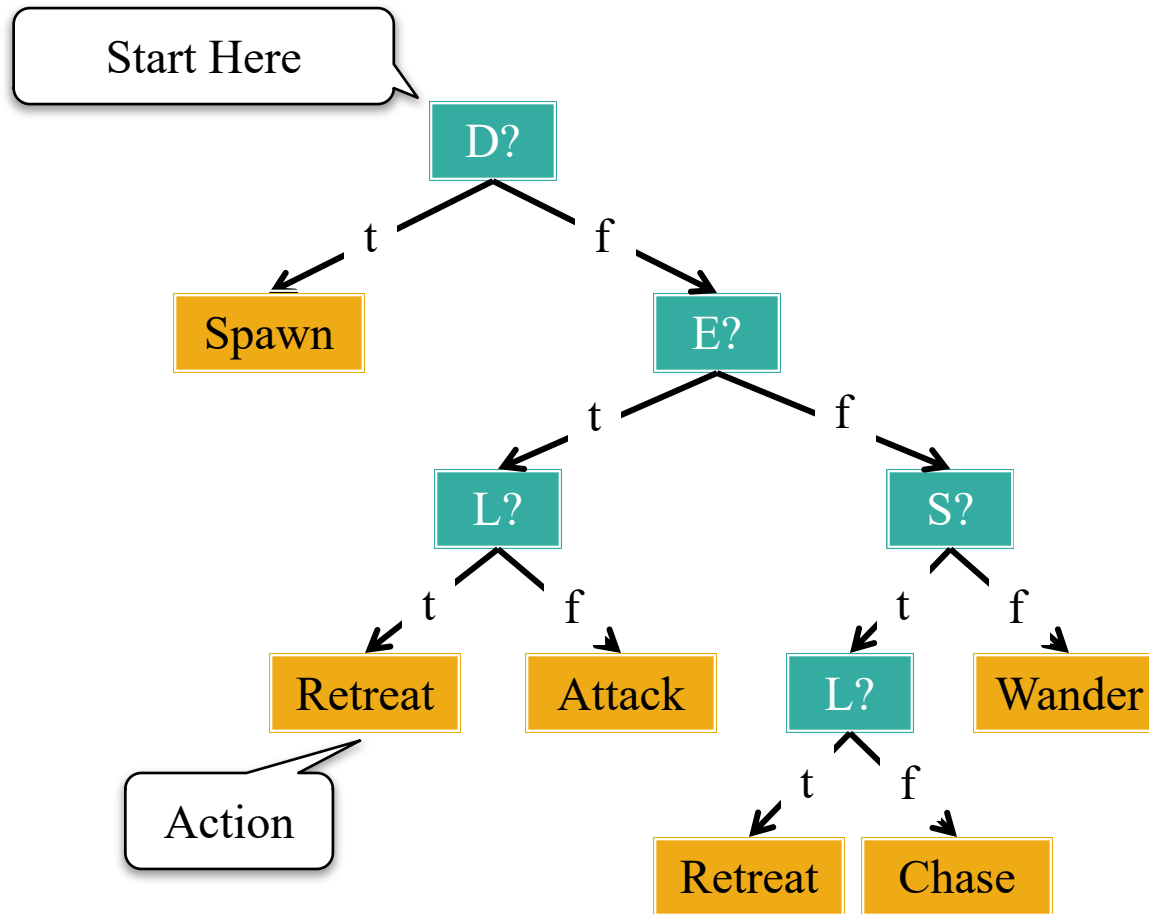 Start Here
D?
t
f
Spawn
E?
t
f
L?
S?
t
f
t
f
Retreat
Attack
L?
Wander
t
f
Action
Retreat
Chase